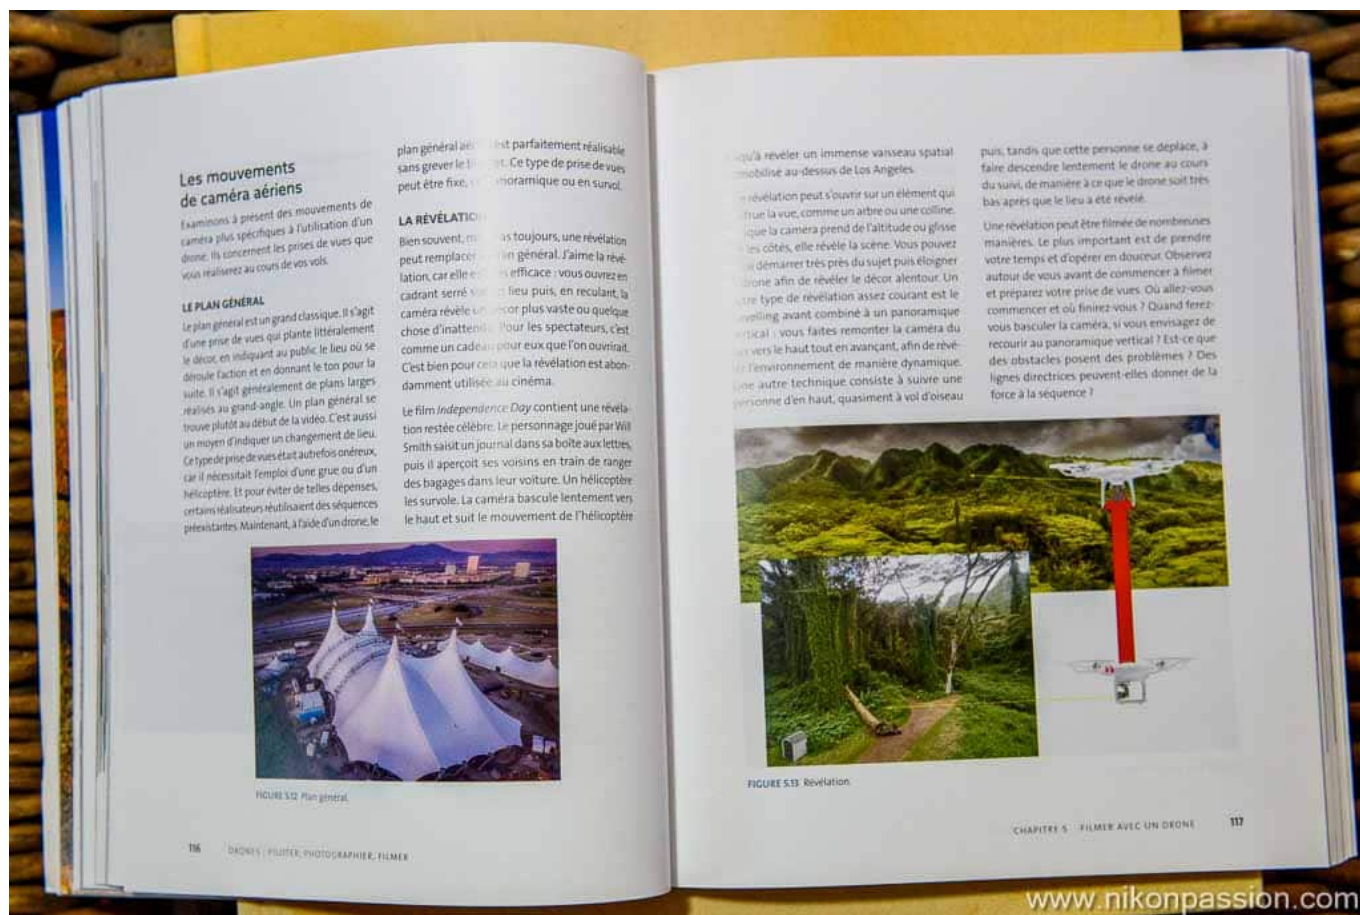 Les mouvements
de caméra aériens
Examinons à présent des mouvements de
caméra plus spécifiques à l'utilisation d'un
drone. Ils concernent les prises de vues que
vous réaliserez au cours de vos vols.
LE PLAN GÉNÉRAL
Le plan général est un grand classique. Il s'agit
d'une prise de vues qui plante littéralement
le décor, en indiquant au public le lieu où se
déroule l'action et en donnant le ton pour la
suite. Il s'agit généralement de plans larges
réalisés au grand-angle. Un plan général se
trouve plutôt au début de la vidéo. C'est aussi
un moyen d'indiquer un changement de lieu.
Ce type de prise de vues était autrefois onéreux,
car il nécessitait l'emploi d'une grue ou d'un
hélicoptère. Et pour éviter de telles dépenses,
certains réalisateurs réutilisaient des séquences
préexistantes. Maintenant, à l'aide d'un drone, le
plan général est parfaitement réalisable
sans grever le Ce type de prise de vues
peut être fixe, ou en survol.
LA RÉVÉLATION
Bien souvent, toujours, une révélation
peut remplacer général. J'aime la révé-
lation, car elle efficace : vous ouvrez en
cadrant serré lieu puis, en reculant, la
caméra révèle un plus vaste ou quelque
chose Pour les spectateurs, c'est
comme un cadeau pour eux que l'on ouvrirait.
C'est bien pour cela que la révélation est abon-
damment utilisée au cinéma.
Le film Independence Day contient une révéla-
tion restée célèbre. Le personnage joué par Will
Smith saisit un journal dans sa boîte aux lettres,
puis il aperçoit ses voisins en train de ranger
des bagages dans leur voiture. Un hélicoptère
les survole. La caméra bascule lentement vers
le haut et suit le mouvement de l'hélicoptère
FIGURE 5.12 Plan général.
116 DRONES | PILOTER, PHOTOGRAPHIER, FILMER
à révéler un immense vaisseau spatial
au-dessus de Los Angeles.
révélation peut s'ouvrir sur un élément qui
la vue, comme un arbre ou une colline.
que la caméra prend de l'altitude ou glisse
les côtés, elle révèle la scène. Vous pouvez
démarrer très près du sujet puis éloigner
drone afin de révéler le décor alentour. Un
type de révélation assez courant est le
avant combiné à un panoramique
vous faites remonter la caméra du
vers le haut tout en avançant, afin de révé-
l'environnement de manière dynamique.
Une autre technique consiste à suivre une
personne d'en haut, quasiment à vol d'oiseau
puis, tandis que cette personne se déplace, à
faire descendre lentement le drone au cours
du suivi, de manière à ce que le drone soit très
bas après que le lieu a été révélé.
Une révélation peut être filmée de nombreuses
manières. Le plus important est de prendre
votre temps et d'opérer en douceur. Observez
autour de vous avant de commencer à filmer
et préparez votre prise de vues. Où allez-vous
commencer et où finirez-vous ? Quand ferez-
vous basculer la caméra, si vous envisagez de
recourir au panoramique vertical ? Est-ce que
des obstacles posent des problèmes ? Des
lignes directrices peuvent-elles donner de la
force à la séquence ?
FIGURE 5.13 Révélation.
CHAPITRE 5 FILMER AVEC UN DRONE 117
www.nikonpassion.com